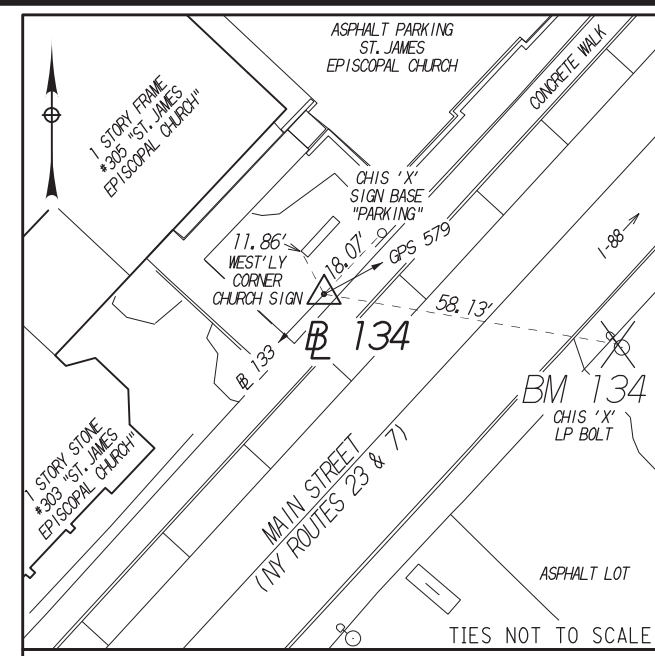 ASPHALT PARKING
ST. JAMES
EPISCOPAL CHURCH
CONCRETE WALK
1 STORY FRAME
#305 "ST. JAMES
EPISCOPAL CHURCH"
CHIS 'X'
SIGN BASE
"PARKING"
11.86'
WEST'LY
CORNER
CHURCH SIGN
18.07'
GPS 579
I-88
58.13'
BL 134
BL 133
BM 134
CHIS 'X'
LP BOLT
1 STORY STONE
#303 "ST. JAMES
EPISCOPAL CHURCH"
MAIN STREET
(NY ROUTES 23 & 7)
ASPHALT LOT
TIES NOT TO SCALE